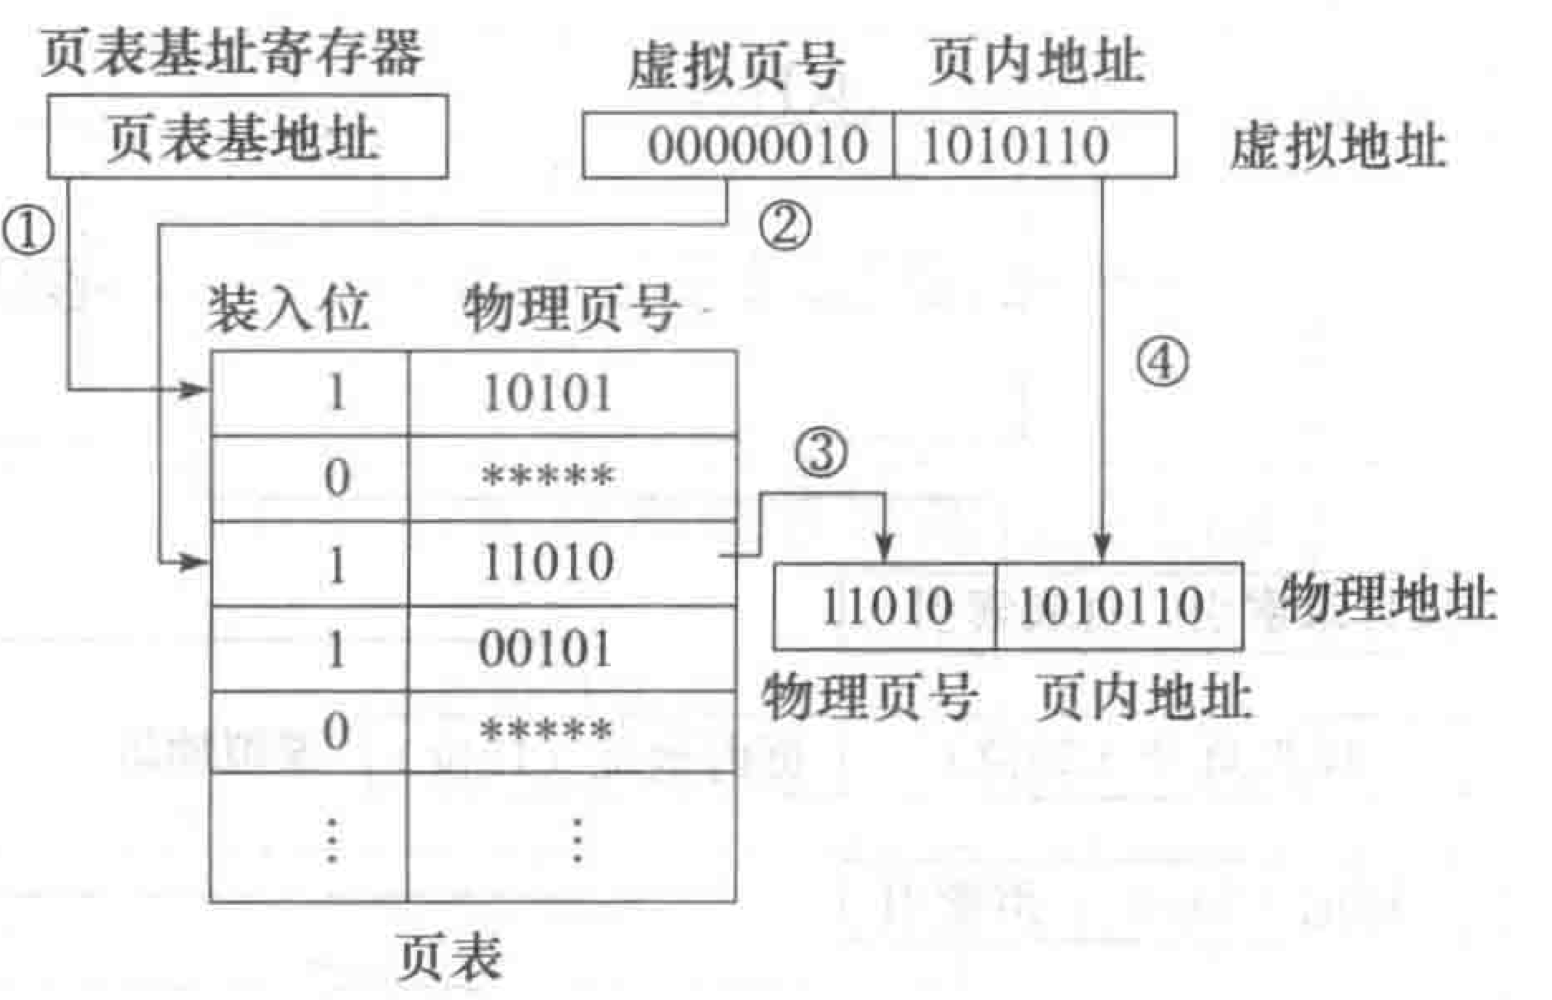 页表基址寄存器
虚拟页号 页内地址
页表基地址
00000010 1010110 虚拟地址
① ②
装入位 物理页号
1 10101
④
0 *****
③
1 11010
11010 1010110 物理地址
1 00101
物理页号 页内地址
0 *****
⋮ ⋮
页表